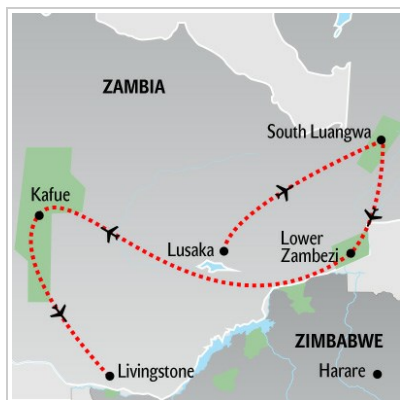 ZAMBIA
South Luangwa
Kafue
Lusaka
Lower
Zambezi
ZIMBABWE
Livingstone
Harare